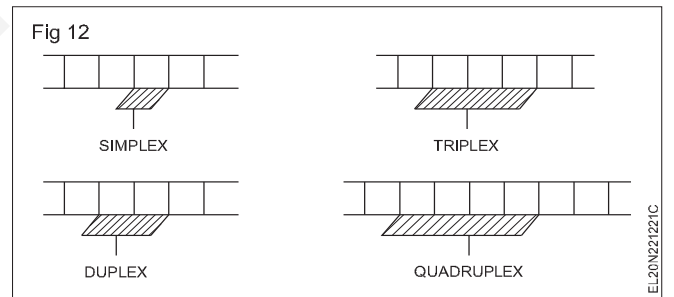 Fig 12
SIMPLEX
TRIPLEX
DUPLEX
QUADRUPLEX
EL20N221221C